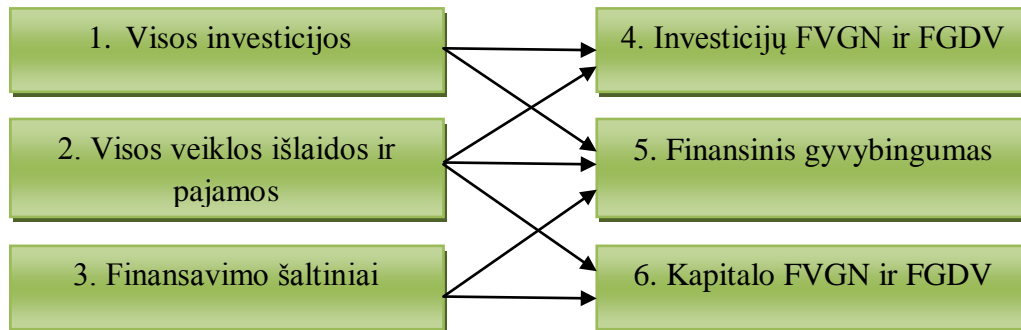 1. Visos investicijos
4. Investicijų FVGN ir FGDV
2. Visos veiklos išlaidos ir
pajamos
5. Finansinis gyvybingumas
3. Finansavimo šaltiniai
6. Kapitalo FVGN ir FGDV